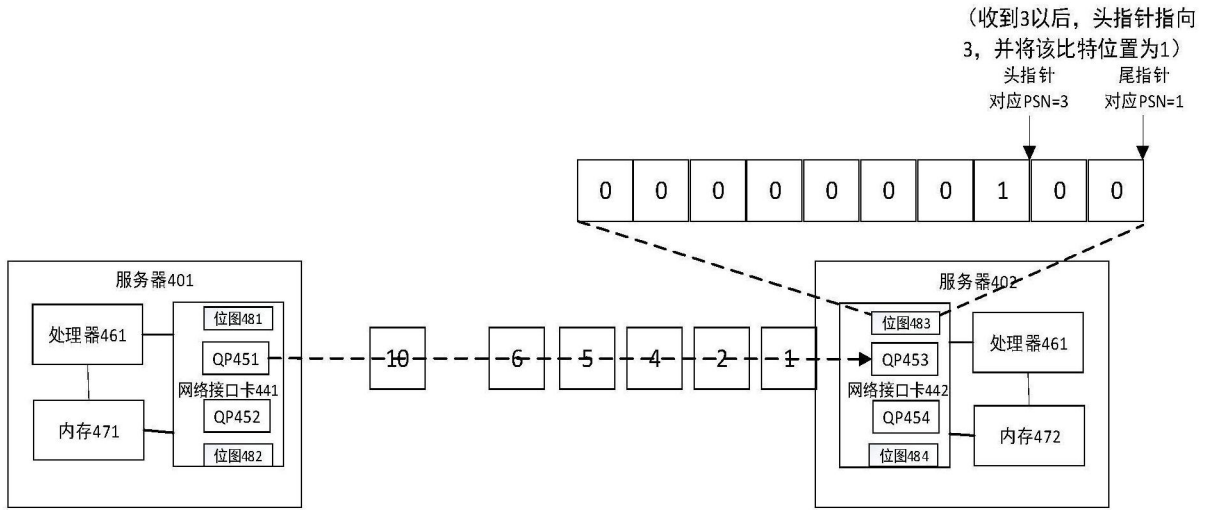 （收到3以后，头指针指向
3，并将该比特位置为1）
头指针 尾指针
对应PSN=3 对应PSN=1
0 0 0 0 0 0 0 1 0 0
服务器401
处理器461
内存471
位图481
QP451
网络接口卡441
QP452
位图482
10 6 5 4 2 1
服务器402
位图483
QP453
网络接口卡442
QP454
位图484
处理器461
内存472